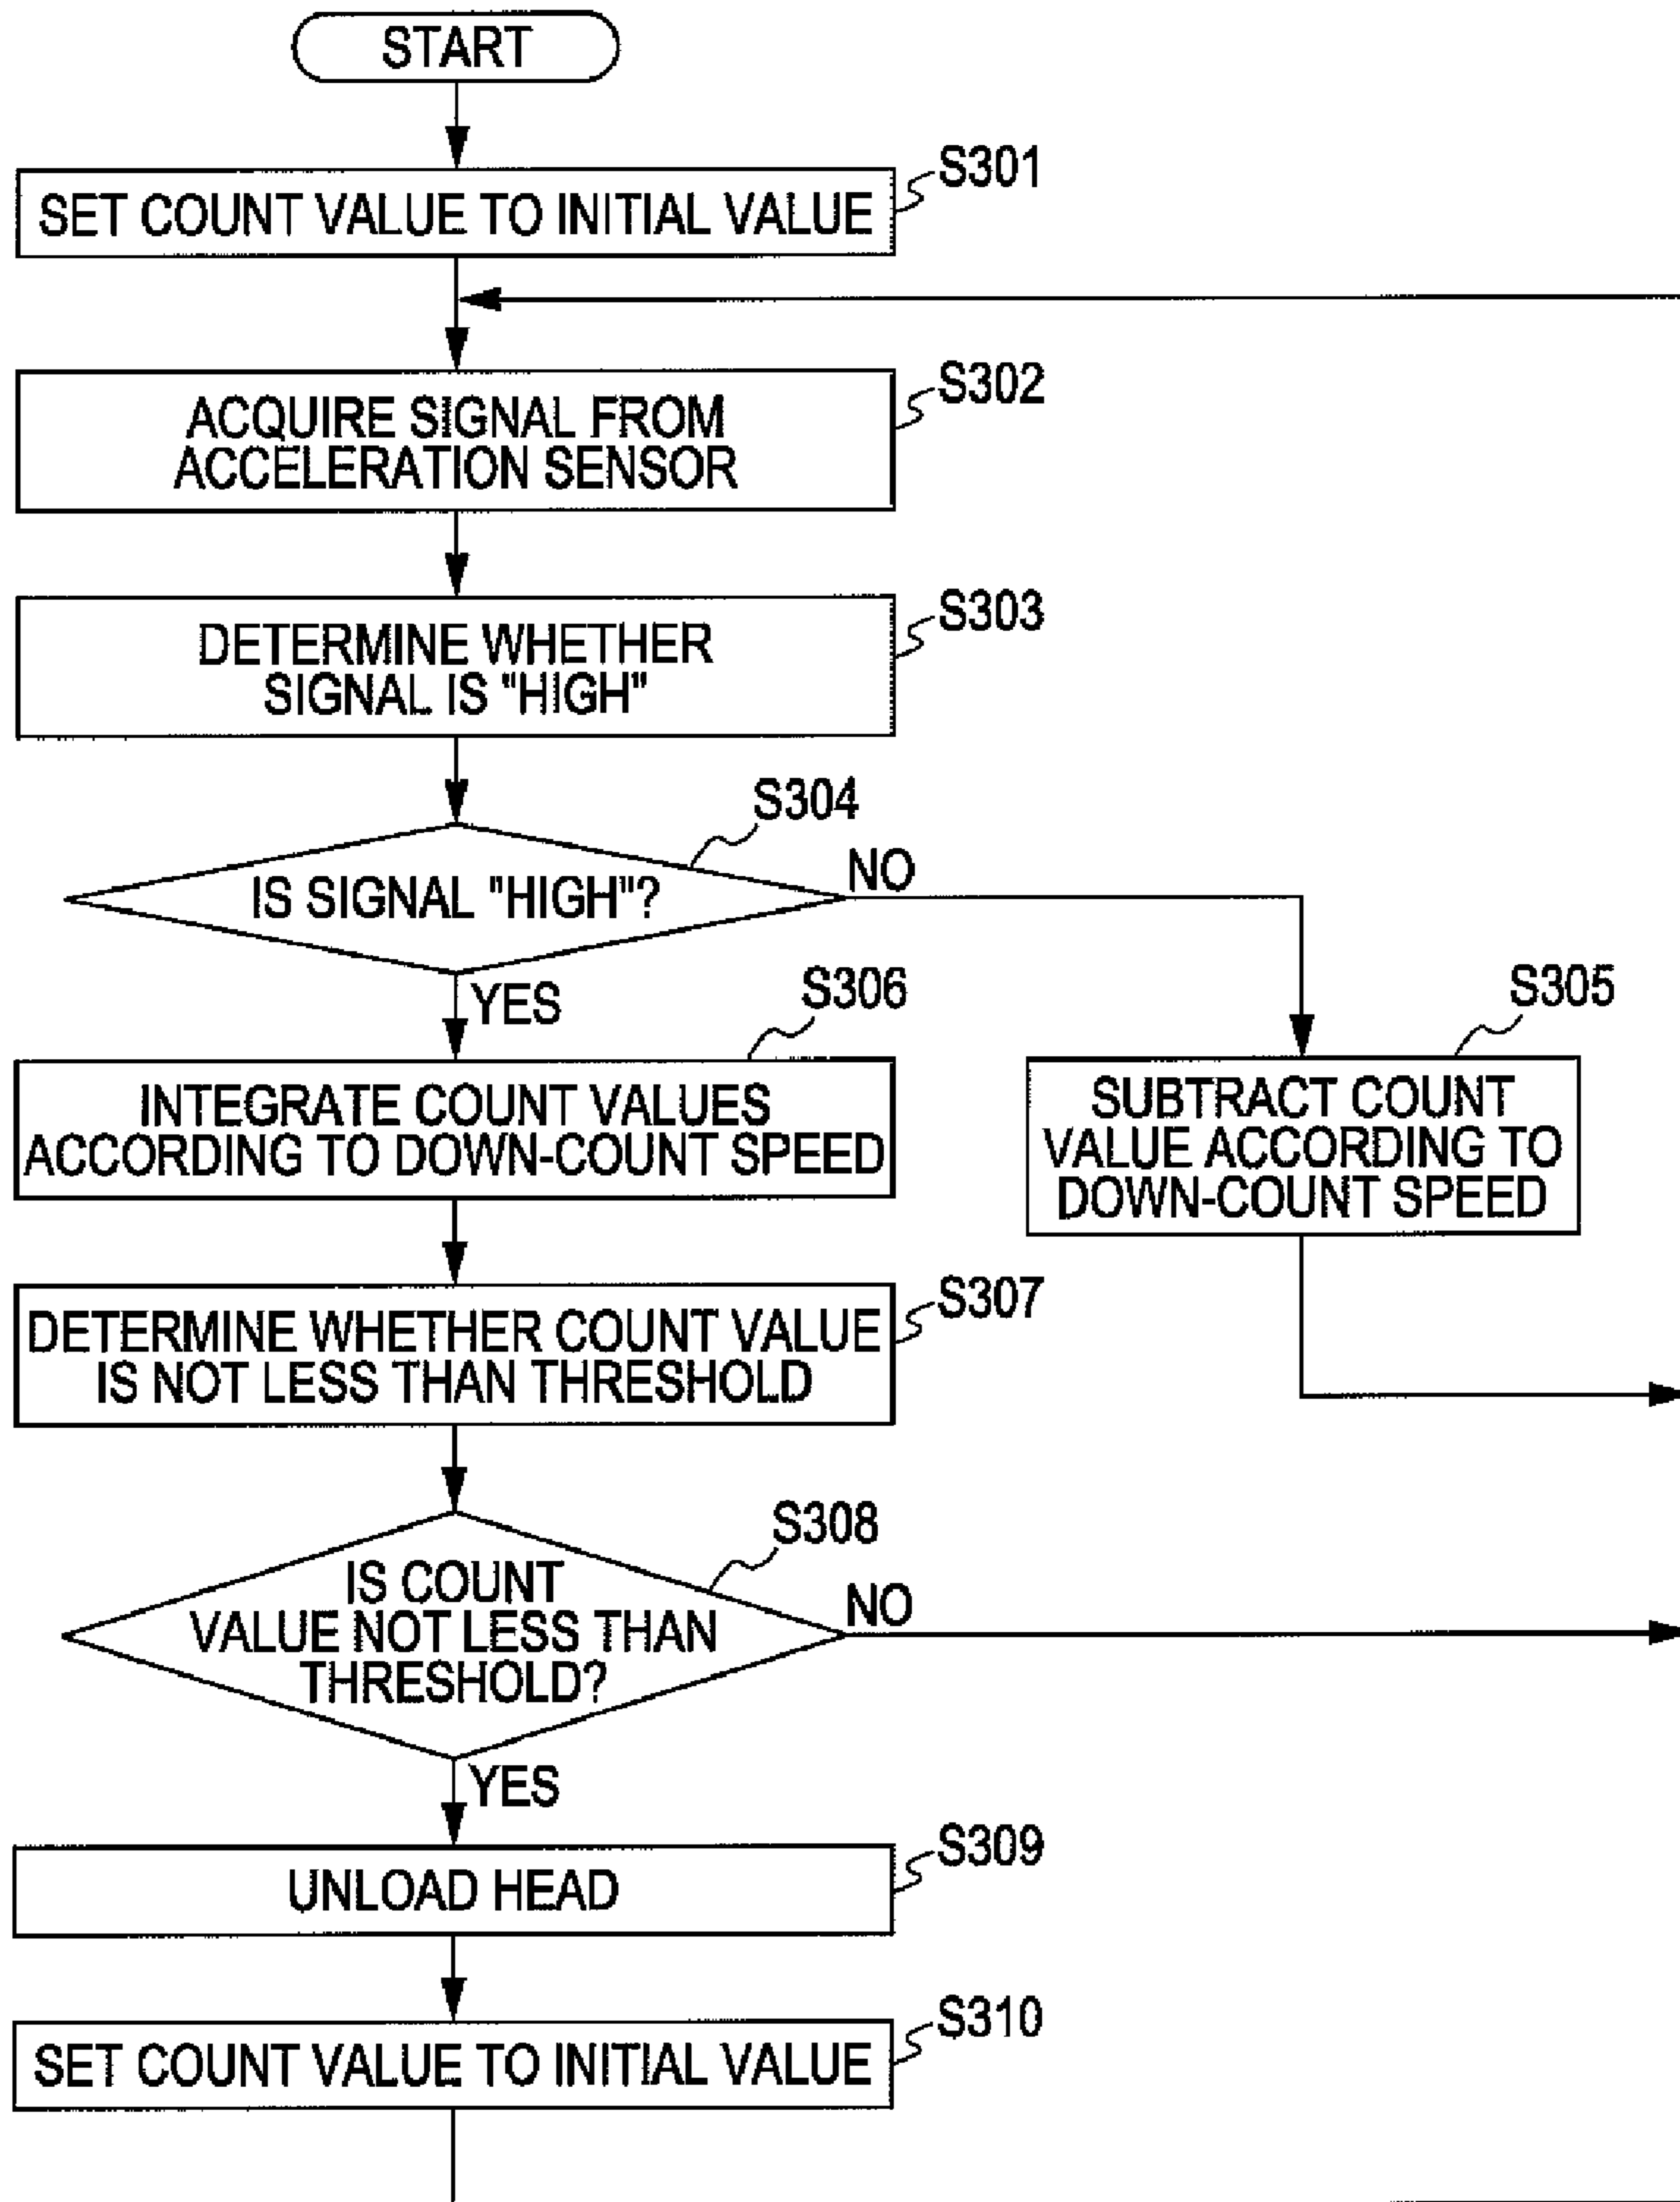 START
S301
SET COUNT VALUE TO INITIAL VALUE
S302
ACQUIRE SIGNAL FROM
ACCELERATION SENSOR
S303
DETERMINE WHETHER
SIGNAL IS "HIGH"
S304
IS SIGNAL "HIGH"?
NO
YES
S306
INTEGRATE COUNT VALUES
ACCORDING TO DOWN-COUNT SPEED
S305
SUBTRACT COUNT
VALUE ACCORDING TO
DOWN-COUNT SPEED
S307
DETERMINE WHETHER COUNT VALUE
IS NOT LESS THAN THRESHOLD
S308
IS COUNT
VALUE NOT LESS THAN
THRESHOLD?
NO
YES
S309
UNLOAD HEAD
S310
SET COUNT VALUE TO INITIAL VALUE